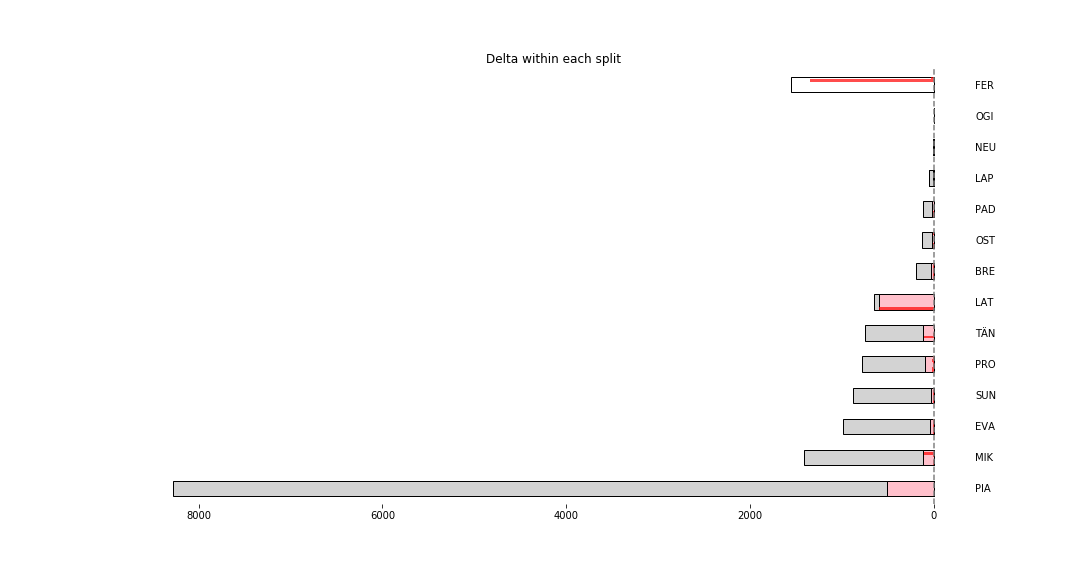 Delta within each split
FER
OGI
NEU
LAP
PAD
OST
BRE
LAT
TÄN
PRO
SUN
EVA
MIK
PIA
8000 6000 4000 2000 0